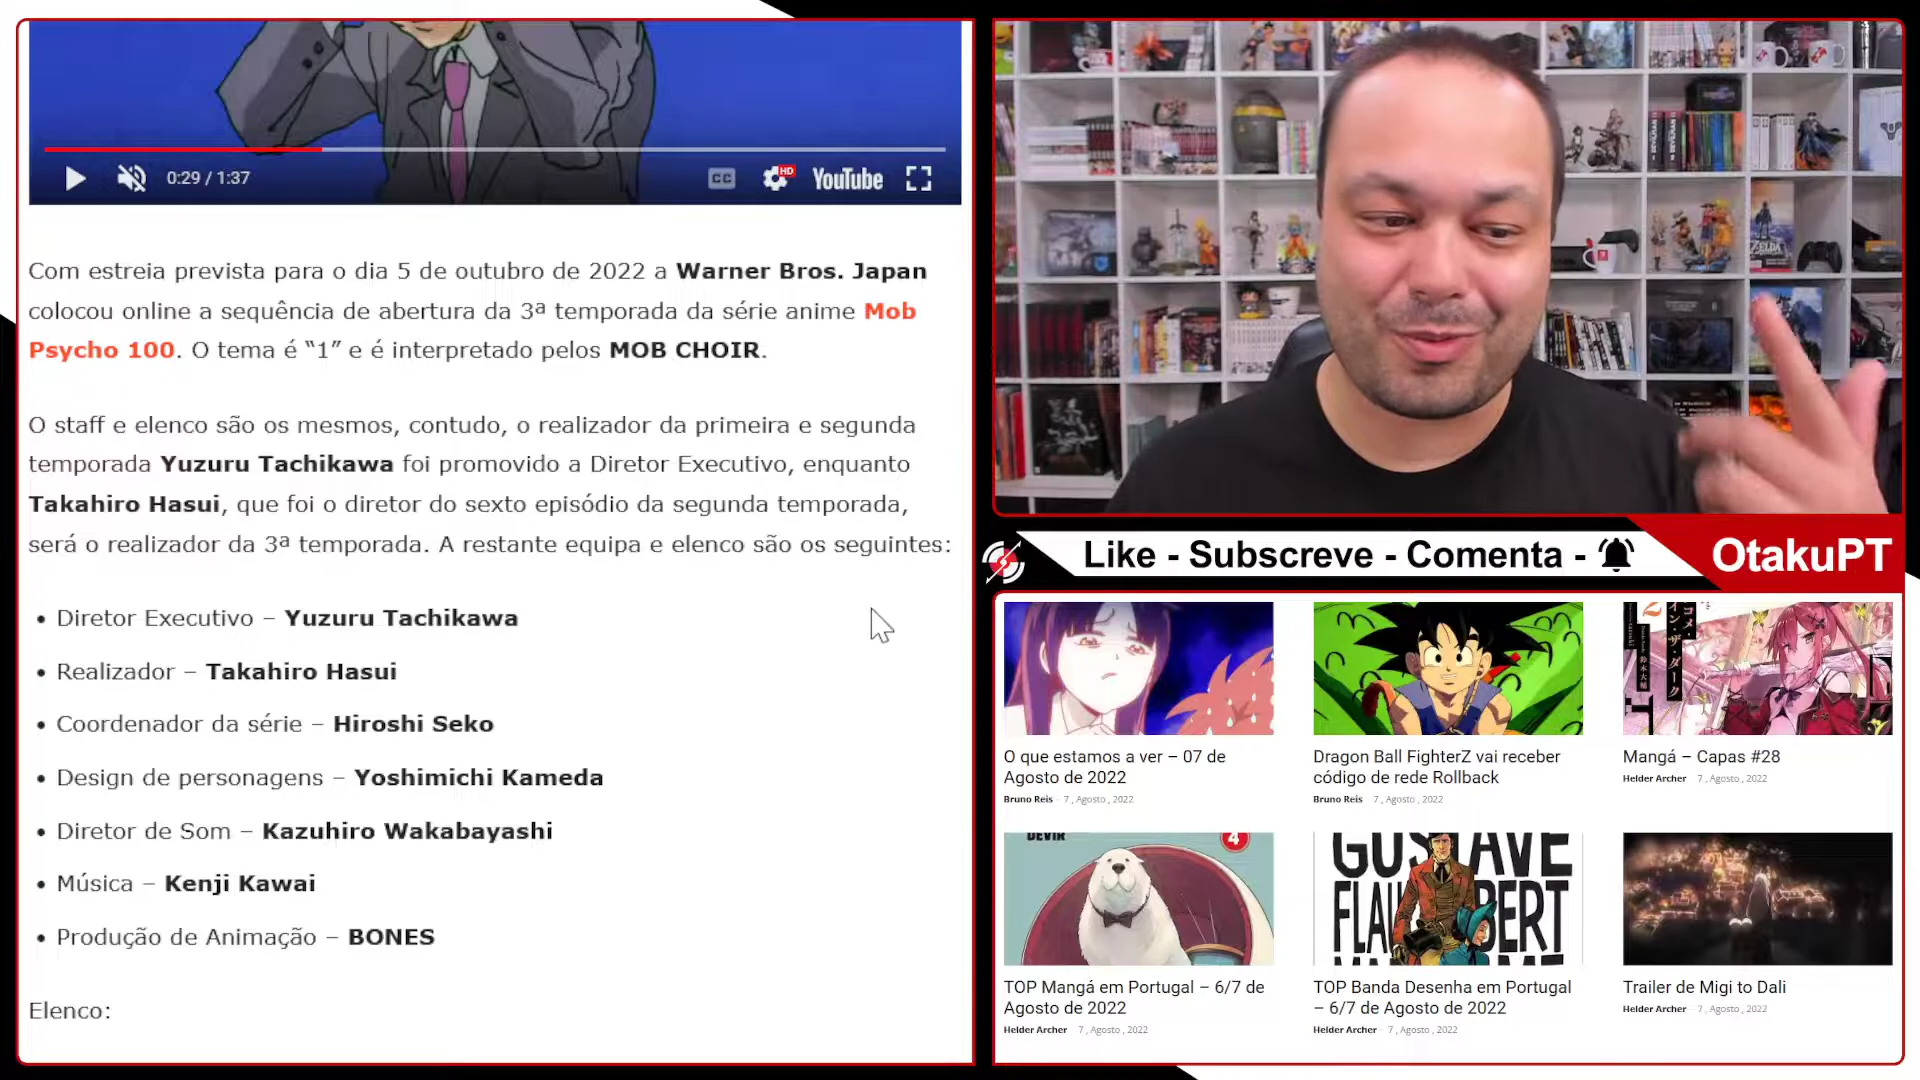 0:29 / 1:37
CC
HD
YouTube
Com estreia prevista para o dia 5 de outubro de 2022 a Warner Bros. Japan
colocou online a sequência de abertura da 3ª temporada da série anime Mob
Psycho 100. O tema é “1” e é interpretado pelos MOB CHOIR.
O staff e elenco são os mesmos, contudo, o realizador da primeira e segunda
temporada Yuzuru Tachikawa foi promovido a Diretor Executivo, enquanto
Takahiro Hasui, que foi o diretor do sexto episódio da segunda temporada,
será o realizador da 3ª temporada. A restante equipa e elenco são os seguintes:
• Diretor Executivo – Yuzuru Tachikawa
• Realizador – Takahiro Hasui
• Coordenador da série – Hiroshi Seko
• Design de personagens – Yoshimichi Kameda
• Diretor de Som – Kazuhiro Wakabayashi
• Música – Kenji Kawai
• Produção de Animação – BONES
Elenco:
ZELDA
Like - Subscreve - Comenta -
OtakuPT
O que estamos a ver – 07 de
Agosto de 2022
Bruno Reis - 7 , Agosto , 2022
Dragon Ball FighterZ vai receber
código de rede Rollback
Bruno Reis - 7 , Agosto , 2022
Mangá – Capas #28
Helder Archer - 7 , Agosto , 2022
DEVIR
4
TOP Mangá em Portugal – 6/7 de
Agosto de 2022
Helder Archer - 7 , Agosto , 2022
GUSTAVE
TOP Banda Desenha em Portugal
– 6/7 de Agosto de 2022
Helder Archer - 7 , Agosto , 2022
Trailer de Migi to Dali
Helder Archer - 7 , Agosto , 2022